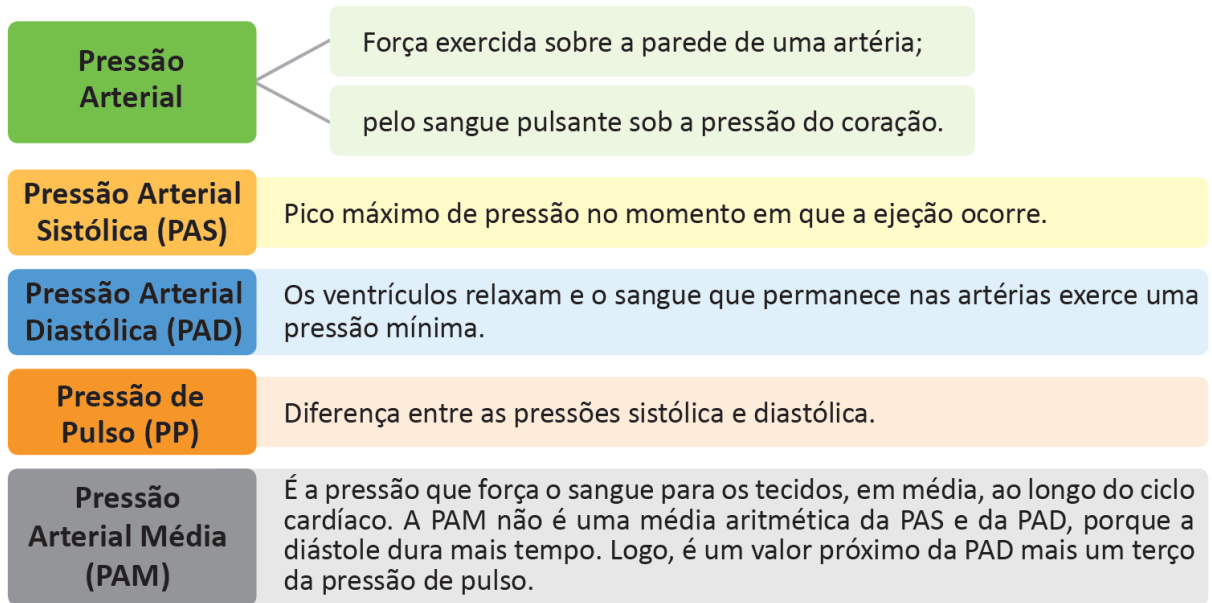 Pressão
Arterial
Força exercida sobre a parede de uma artéria;
pelo sangue pulsante sob a pressão do coração.
Pressão Arterial
Sistólica (PAS)
Pico máximo de pressão no momento em que a ejeção ocorre.
Pressão Arterial
Diastólica (PAD)
Os ventrículos relaxam e o sangue que permanece nas artérias exerce uma
pressão mínima.
Pressão de
Pulso (PP)
Diferença entre as pressões sistólica e diastólica.
Pressão
Arterial Média
(PAM)
É a pressão que força o sangue para os tecidos, em média, ao longo do ciclo
cardíaco. A PAM não é uma média aritmética da PAS e da PAD, porque a
diástole dura mais tempo. Logo, é um valor próximo da PAD mais um terço
da pressão de pulso.